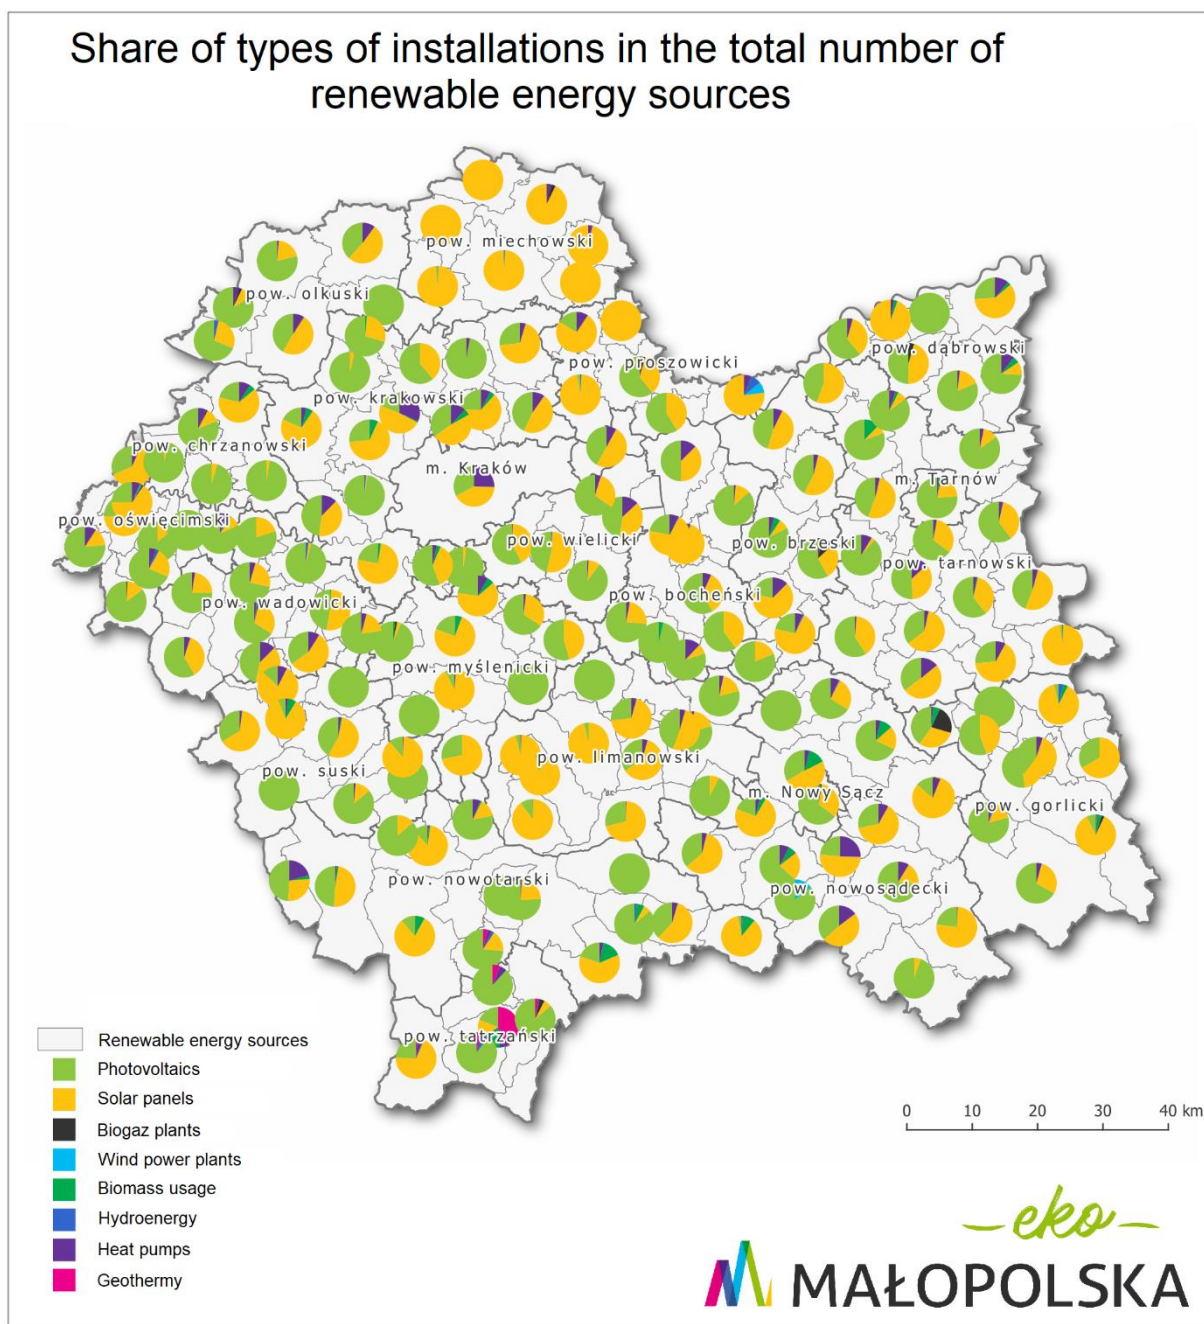 Share of types of installations in the total number of
renewable energy sources
pow. miechowski
pow. olkuski
pow. proszowicki
pow. dąbrowski
pow. krakowski
pow. chrzanowski
m. Kraków
m. Tarnów
pow. oświęcimski
pow. wielicki
pow. brzeski
pow. tarnowski
pow. wadowicki
pow. bocheński
pow. myślenicki
pow. limanowski
pow. suski
m. Nowy Sącz
pow. gorlicki
pow. nowotarski
pow. nowosądecki
pow. tatrzański
Renewable energy sources
Photovoltaics
Solar panels
Biogaz plants
Wind power plants
Biomass usage
Hydroenergy
Heat pumps
Geothermy
0 10 20 30 40 km
eko
MAŁOPOLSKA